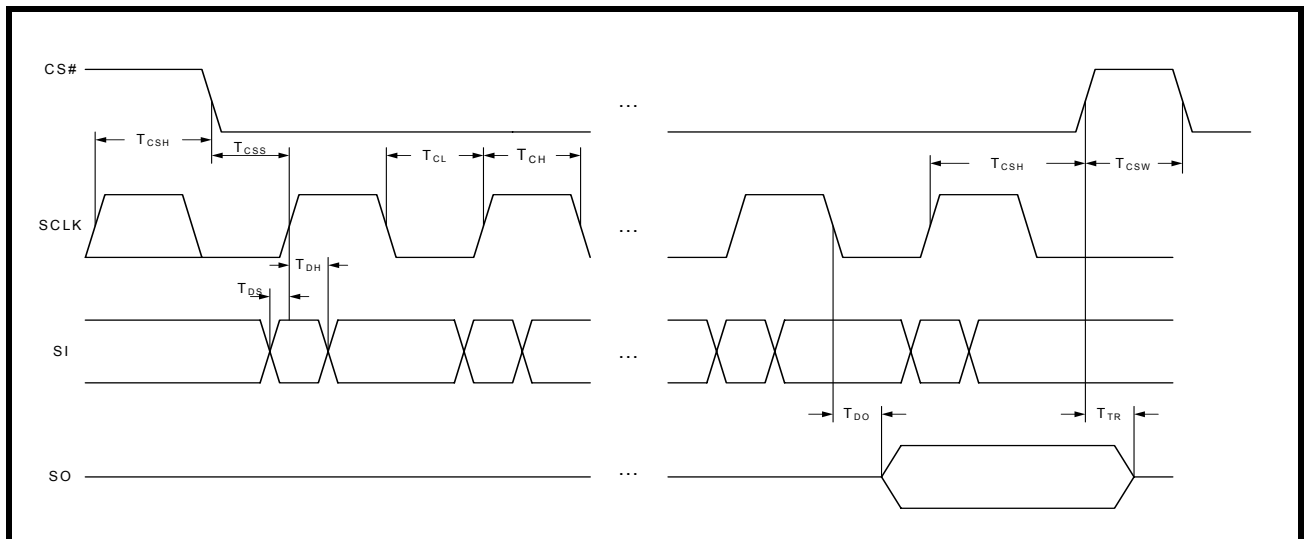 CS#
...
TCSH
TCSS
TCL
TCH
TCSH
TCSW
SCLK
...
TDH
TDS
SI
...
TDO
TTR
SO
...